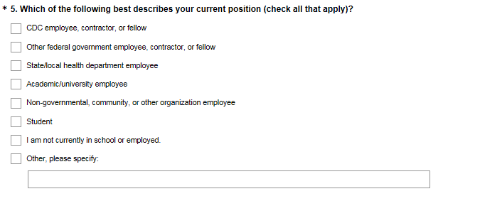 * 5. Which of the following best describes your current position (check all that apply)?
CDC employee, contractor, or fellow
Other federal government employee, contractor, or fellow
State/local health department employee
Academic/university employee
Non-governmental, community, or other organization employee
Student
I am not currently in school or employed.
Other, please specify: